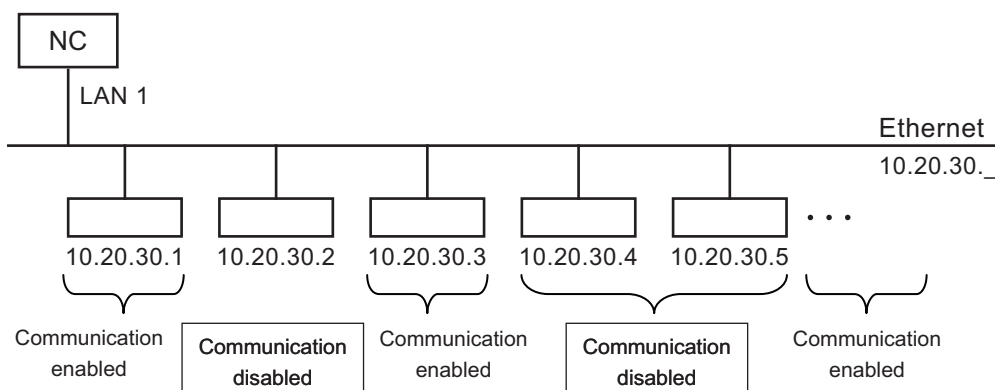 NC
LAN 1
Ethernet
10.20.30._
10.20.30.1 10.20.30.2 10.20.30.3 10.20.30.4 10.20.30.5
Communication
enabled
Communication
disabled
Communication
enabled
Communication
disabled
Communication
enabled